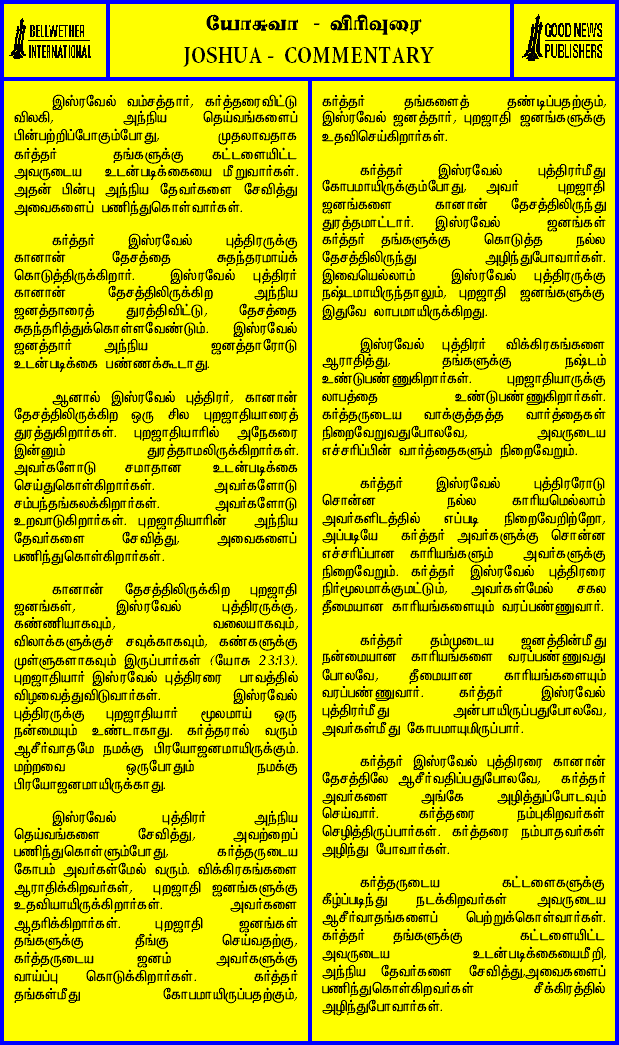 BELLWETHER
INTERNATIONAL
யோசுவா - விரிவுரை
JOSHUA - COMMENTARY
GOOD NEWS
PUBLISHERS
இஸ்ரவேல் வம்சத்தார், கர்த்தரைவிட்டு
விலகி, அந்நிய தெய்வங்களைப்
பின்பற்றிப்போகும்போது, முதலாவதாக
கர்த்தர் தங்களுக்கு கட்டளையிட்ட
அவருடைய உடன்படிக்கையை மீறுவார்கள்.
அதன் பின்பு அந்நிய தேவர்களை சேவித்து
அவைகளைப் பணிந்துகொள்வார்கள்.
கர்த்தர் இஸ்ரவேல் புத்திரருக்கு
கானான் தேசத்தை சுதந்தரமாய்க்
கொடுத்திருக்கிறார். இஸ்ரவேல் புத்திரர்
கானான் தேசத்திலிருக்கிற அந்நிய
ஜனத்தாரைத் துரத்திவிட்டு, தேசத்தை
சுதந்தரித்துக்கொள்ளவேண்டும். இஸ்ரவேல்
ஜனத்தார் அந்நிய ஜனத்தாரோடு
உடன்படிக்கை பண்ணக்கூடாது.
ஆனால் இஸ்ரவேல் புத்திரர், கானான்
தேசத்திலிருக்கிற ஒரு சில புறஜாதியாரைத்
துரத்துகிறார்கள். புறஜாதியாரில் அநேகரை
இன்னும் துரத்தாமலிருக்கிறார்கள்.
அவர்களோடு சமாதான உடன்படிக்கை
செய்துகொள்கிறார்கள். அவர்களோடு
சம்பந்தங்கலக்கிறார்கள். அவர்களோடு
உறவாடுகிறார்கள். புறஜாதியாரின் அந்நிய
தேவர்களை சேவித்து, அவைகளைப்
பணிந்துகொள்கிறார்கள்.
கானான் தேசத்திலிருக்கிற புறஜாதி
ஜனங்கள், இஸ்ரவேல் புத்திரருக்கு,
கண்ணியாகவும், வலையாகவும்,
விலாக்களுக்குச் சவுக்காகவும், கண்களுக்கு
முள்ளுகளாகவும் இருப்பார்கள் (யோசு 23:13).
புறஜாதியார் இஸ்ரவேல் புத்திரரை பாவத்தில்
விழவைத்துவிடுவார்கள். இஸ்ரவேல்
புத்திரருக்கு புறஜாதியார் மூலமாய் ஒரு
நன்மையும் உண்டாகாது. கர்த்தரால் வரும்
ஆசீர்வாதமே நமக்கு பிரயோஜனமாயிருக்கும்.
மற்றவை ஒருபோதும் நமக்கு
பிரயோஜனமாயிருக்காது.
இஸ்ரவேல் புத்திரர் அந்நிய
தெய்வங்களை சேவித்து, அவற்றைப்
பணிந்துகொள்ளும்போது, கர்த்தருடைய
கோபம் அவர்கள்மேல் வரும். விக்கிரகங்களை
ஆராதிக்கிறவர்கள், புறஜாதி ஜனங்களுக்கு
உதவியாயிருக்கிறார்கள். அவர்களை
ஆதரிக்கிறார்கள். புறஜாதி ஜனங்கள்
தங்களுக்கு தீங்கு செய்வதற்கு,
கர்த்தருடைய ஜனம் அவர்களுக்கு
வாய்ப்பு கொடுக்கிறார்கள். கர்த்தர்
தங்கள்மீது கோபமாயிருப்பதற்கும்,
கர்த்தர் தங்களைத் தண்டிப்பதற்கும்,
இஸ்ரவேல் ஜனத்தார், புறஜாதி ஜனங்களுக்கு
உதவிசெய்கிறார்கள்.
கர்த்தர் இஸ்ரவேல் புத்திரர்மீது
கோபமாயிருக்கும்போது, அவர் புறஜாதி
ஜனங்களை கானான் தேசத்திலிருந்து
துரத்தமாட்டார். இஸ்ரவேல் ஜனங்கள்
கர்த்தர் தங்களுக்கு கொடுத்த நல்ல
தேசத்திலிருந்து அழிந்துபோவார்கள்.
இவையெல்லாம் இஸ்ரவேல் புத்திரருக்கு
நஷ்டமாயிருந்தாலும், புறஜாதி ஜனங்களுக்கு
இதுவே லாபமாயிருக்கிறது.
இஸ்ரவேல் புத்திரர் விக்கிரகங்களை
ஆராதித்து, தங்களுக்கு நஷ்டம்
உண்டுபண்ணுகிறார்கள். புறஜாதியாருக்கு
லாபத்தை உண்டுபண்ணுகிறார்கள்.
கர்த்தருடைய வாக்குத்தத்த வார்த்தைகள்
நிறைவேறுவதுபோலவே, அவருடைய
எச்சரிப்பின் வார்த்தைகளும் நிறைவேறும்.
கர்த்தர் இஸ்ரவேல் புத்திரரோடு
சொன்ன நல்ல காரியமெல்லாம்
அவர்களிடத்தில் எப்படி நிறைவேறிற்றோ,
அப்படியே கர்த்தர் அவர்களுக்கு சொன்ன
எச்சரிப்பான காரியங்களும் அவர்களுக்கு
நிறைவேறும். கர்த்தர் இஸ்ரவேல் புத்திரரை
நிர்மூலமாக்குமட்டும், அவர்கள்மேல் சகல
தீமையான காரியங்களையும் வரப்பண்ணுவார்.
கர்த்தர் தம்முடைய ஜனத்தின்மீது
நன்மையான காரியங்களை வரப்பண்ணுவது
போலவே, தீமையான காரியங்களையும்
வரப்பண்ணுவார். கர்த்தர் இஸ்ரவேல்
புத்திரர்மீது அன்பாயிருப்பதுபோலவே,
அவர்கள்மீது கோபமாயுமிருப்பார்.
கர்த்தர் இஸ்ரவேல் புத்திரரை கானான்
தேசத்திலே ஆசீர்வதிப்பதுபோலவே, கர்த்தர்
அவர்களை அங்கே அழித்துப்போடவும்
செய்வார். கர்த்தரை நம்புகிறவர்கள்
செழித்திருப்பார்கள். கர்த்தரை நம்பாதவர்கள்
அழிந்து போவார்கள்.
கர்த்தருடைய கட்டளைகளுக்கு
கீழ்ப்படிந்து நடக்கிறவர்கள் அவருடைய
ஆசீர்வாதங்களைப் பெற்றுக்கொள்வார்கள்.
கர்த்தர் தங்களுக்கு கட்டளையிட்ட
அவருடைய உடன்படிக்கையைமீறி,
அந்நிய தேவர்களை சேவித்து,அவைகளைப்
பணிந்துகொள்கிறவர்கள் சீக்கிரத்தில்
அழிந்துபோவார்கள்.